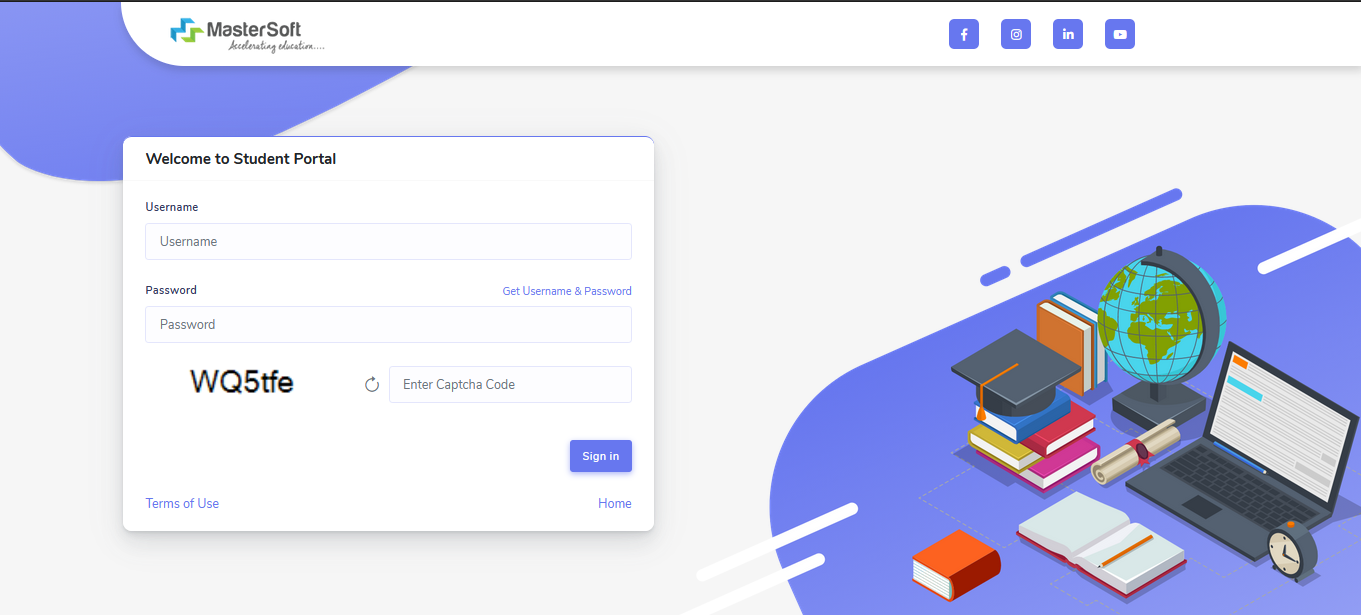 MasterSoft
Accelerating education....
Welcome to Student Portal
Username
Username
Password
Get Username & Password
Password
WQ5tfe
Enter Captcha Code
Sign in
Terms of Use
Home